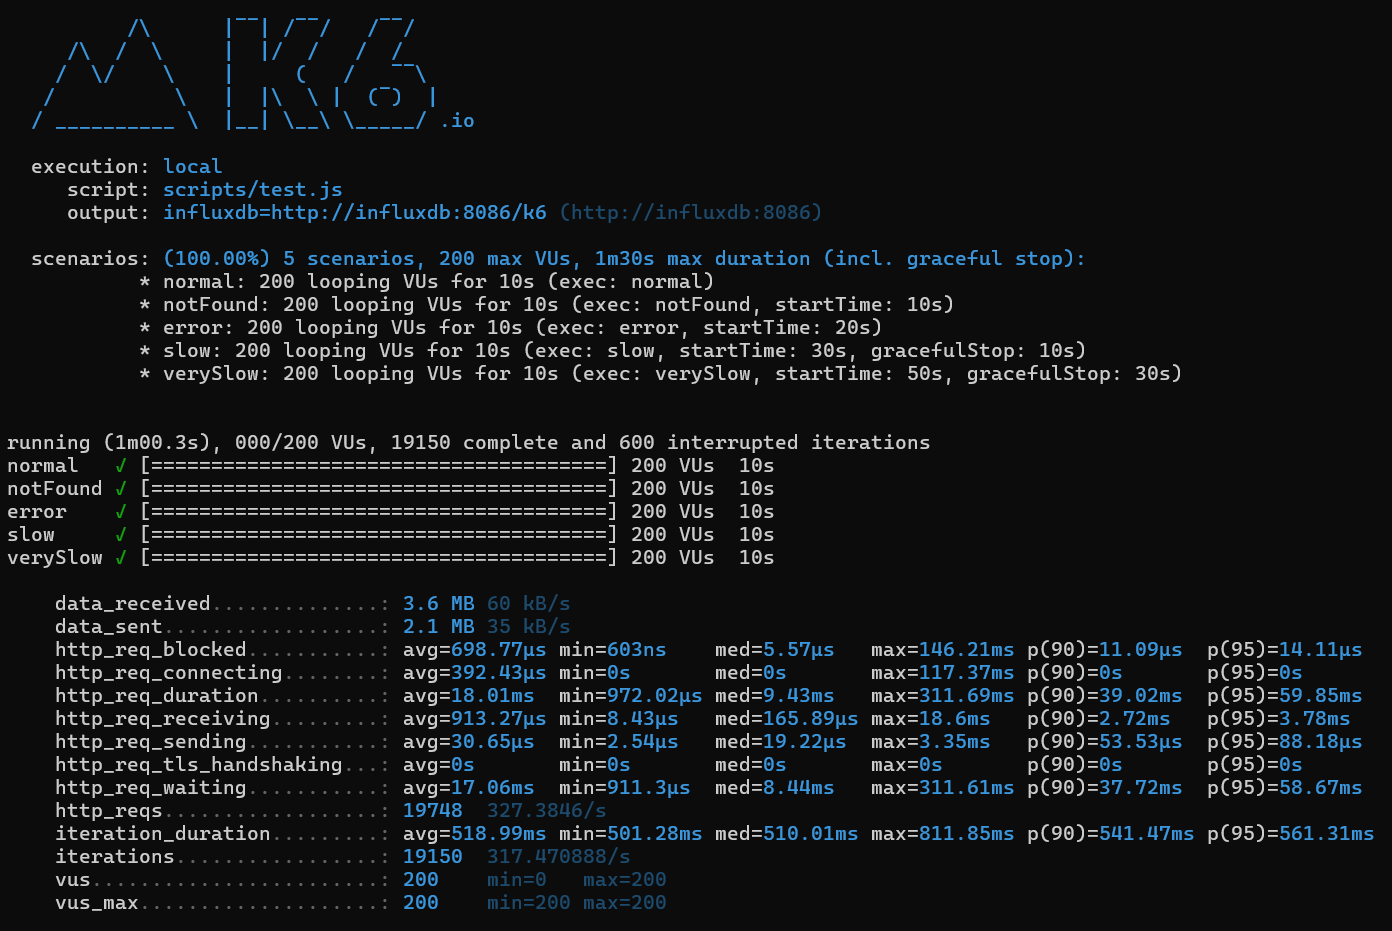 /\      |‾‾| /‾‾/   /‾‾/
     /\  /  \     |  |/  /   /  /
    /  \/    \    |     (   /   ‾‾\
   /          \   |  |\  \ |  (‾)  |
  / __________ \  |__| \__\ \_____/ .io
execution: local
script: scripts/test.js
output: influxdb=http://influxdb:8086/k6 (http://influxdb:8086)
scenarios: (100.00%) 5 scenarios, 200 max VUs, 1m30s max duration (incl. graceful stop):
* normal: 200 looping VUs for 10s (exec: normal)
* notFound: 200 looping VUs for 10s (exec: notFound, startTime: 10s)
* error: 200 looping VUs for 10s (exec: error, startTime: 20s)
* slow: 200 looping VUs for 10s (exec: slow, startTime: 30s, gracefulStop: 10s)
* verySlow: 200 looping VUs for 10s (exec: verySlow, startTime: 50s, gracefulStop: 30s)
running (1m00.3s), 000/200 VUs, 19150 complete and 600 interrupted iterations
normal   ✓ [======================================] 200 VUs  10s
notFound ✓ [======================================] 200 VUs  10s
error    ✓ [======================================] 200 VUs  10s
slow     ✓ [======================================] 200 VUs  10s
verySlow ✓ [======================================] 200 VUs  10s
data_received..............: 3.6 MB 60 kB/s
data_sent..................: 2.1 MB 35 kB/s
http_req_blocked...........: avg=698.77µs min=603ns    med=5.57µs   max=146.21ms p(90)=11.09µs  p(95)=14.11µs
http_req_connecting........: avg=392.43µs min=0s       med=0s       max=117.37ms p(90)=0s       p(95)=0s
http_req_duration..........: avg=18.01ms  min=972.02µs med=9.43ms   max=311.69ms p(90)=39.02ms  p(95)=59.85ms
http_req_receiving.........: avg=913.27µs min=8.43µs   med=165.89µs max=18.6ms   p(90)=2.72ms   p(95)=3.78ms
http_req_sending...........: avg=30.65µs  min=2.54µs   med=19.22µs  max=3.35ms   p(90)=53.53µs  p(95)=88.18µs
http_req_tls_handshaking...: avg=0s       min=0s       med=0s       max=0s       p(90)=0s       p(95)=0s
http_req_waiting...........: avg=17.06ms  min=911.3µs  med=8.44ms   max=311.61ms p(90)=37.72ms  p(95)=58.67ms
http_reqs..................: 19748  327.3846/s
iteration_duration.........: avg=518.99ms min=501.28ms med=510.01ms max=811.85ms p(90)=541.47ms p(95)=561.31ms
iterations.................: 19150  317.470888/s
vus........................: 200    min=0   max=200
vus_max....................: 200    min=200 max=200